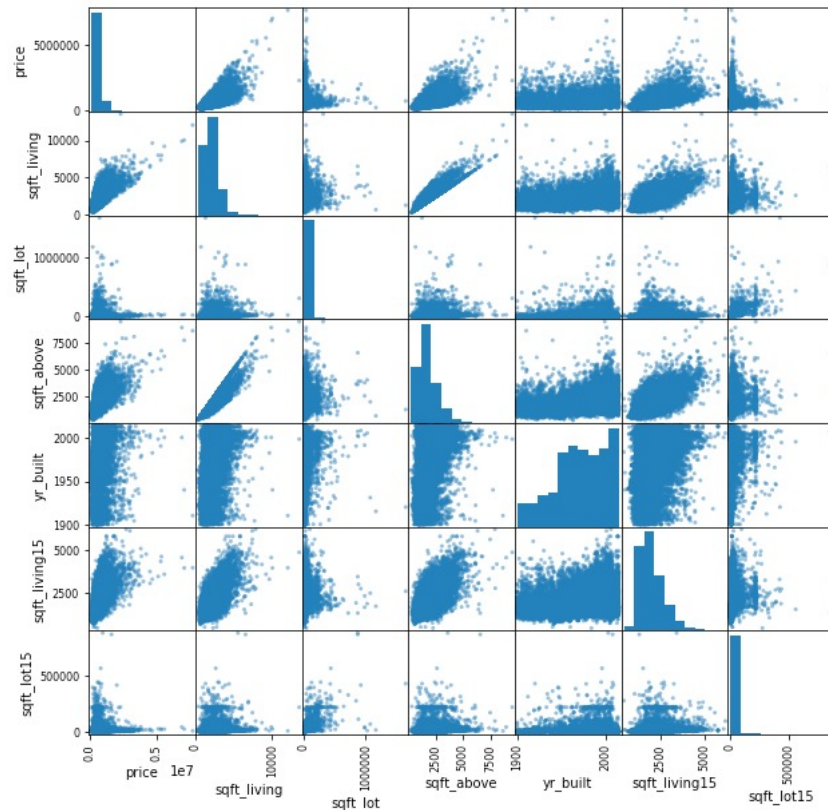 price
5000000
0
sqft_living
10000
5000
0
sqft_lot
1000000
0
sqft_above
7500
5000
2500
yr_built
2000
1950
1900
sqft_living15
5000
2500
sqft_lot15
500000
0
0.0 0.5 0 10000 0 1000000 2500 5000 7500 1900 2000 2500 5000 0 500000
1e7
price sqft_living sqft_lot sqft_above yr_built sqft_living15 sqft_lot15